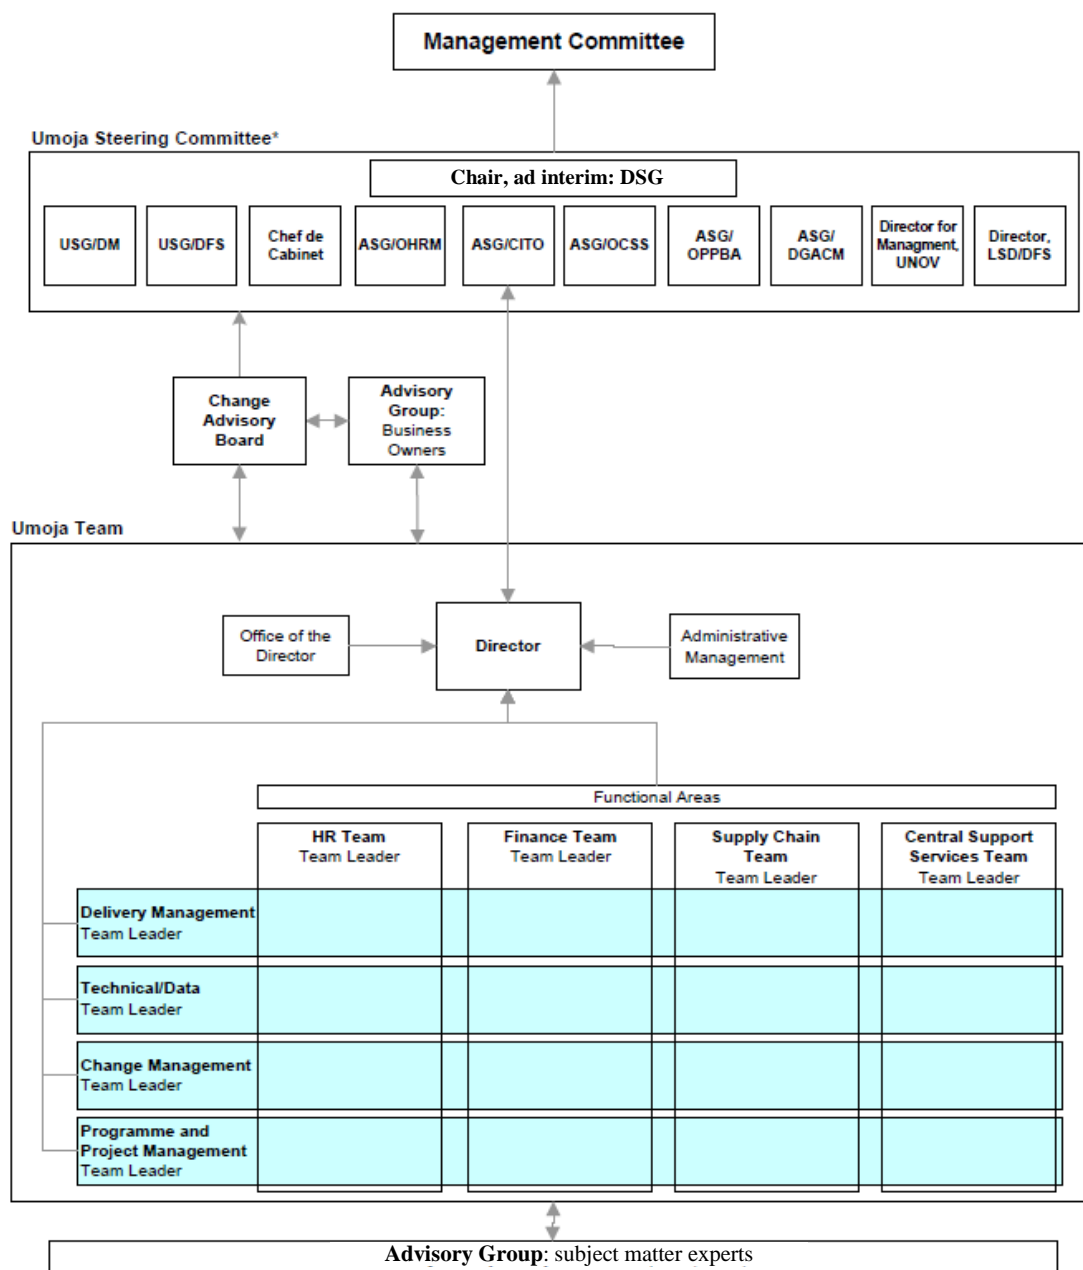 Management Committee
Umoja Steering Committee*
Chair, ad interim: DSG
USG/DM
USG/DFS
Chef de
Cabinet
ASG/OHRM
ASG/CITO
ASG/OCSS
ASG/
OPPBA
ASG/
DGACM
Director for
Managment,
UNOV
Director,
LSD/DFS
Change
Advisory
Board
Advisory
Group:
Business
Owners
Umoja Team
Office of the
Director
Director
Administrative
Management
Functional Areas
HR Team
Team Leader
Finance Team
Team Leader
Supply Chain
Team
Team Leader
Central Support
Services Team
Team Leader
Delivery Management
Team Leader
Technical/Data
Team Leader
Change Management
Team Leader
Programme and
Project Management
Team Leader
Advisory Group: subject matter experts